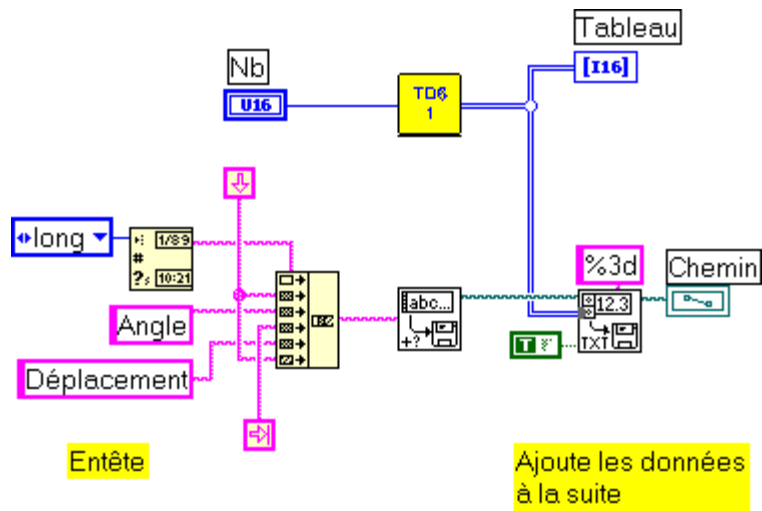 Tableau
Nb
[I16]
U16
TD6
1
long
1/89
#
?s 10:21
%3d
Chemin
abc...
12.3
Angle
+?
T
TXT
Déplacement
Entête
Ajoute les données
à la suite